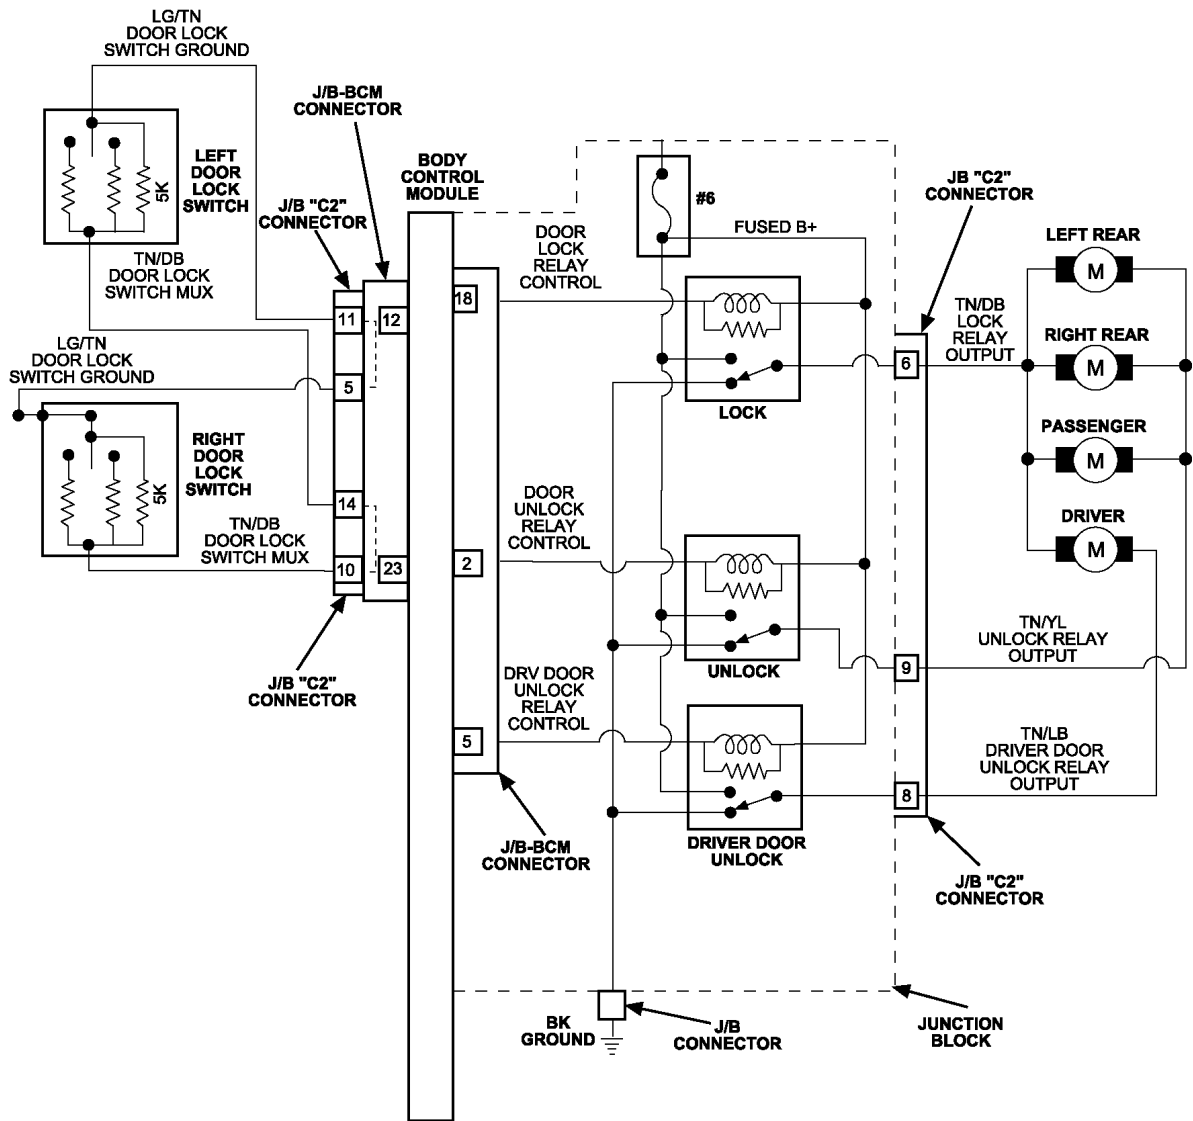 LG/TN
DOOR LOCK
SWITCH GROUND
J/B-BCM
CONNECTOR
LEFT
DOOR
LOCK
SWITCH
5K
J/B "C2"
CONNECTOR
BODY
CONTROL
MODULE
TN/DB
DOOR LOCK
SWITCH MUX
LG/TN
DOOR LOCK
SWITCH GROUND
RIGHT
DOOR
LOCK
SWITCH
5K
TN/DB
DOOR LOCK
SWITCH MUX
11
12
5
14
10
23
J/B "C2"
CONNECTOR
18
2
5
DOOR
LOCK
RELAY
CONTROL
#6
FUSED B+
LOCK
DOOR
UNLOCK
RELAY
CONTROL
UNLOCK
DRV DOOR
UNLOCK
RELAY
CONTROL
DRIVER DOOR
UNLOCK
J/B-BCM
CONNECTOR
BK
GROUND
J/B
CONNECTOR
JUNCTION
BLOCK
JB "C2"
CONNECTOR
6
9
8
TN/DB
LOCK
RELAY
OUTPUT
LEFT REAR
M
RIGHT REAR
M
PASSENGER
M
DRIVER
M
TN/YL
UNLOCK RELAY
OUTPUT
TN/LB
DRIVER DOOR
UNLOCK RELAY
OUTPUT
J/B "C2"
CONNECTOR